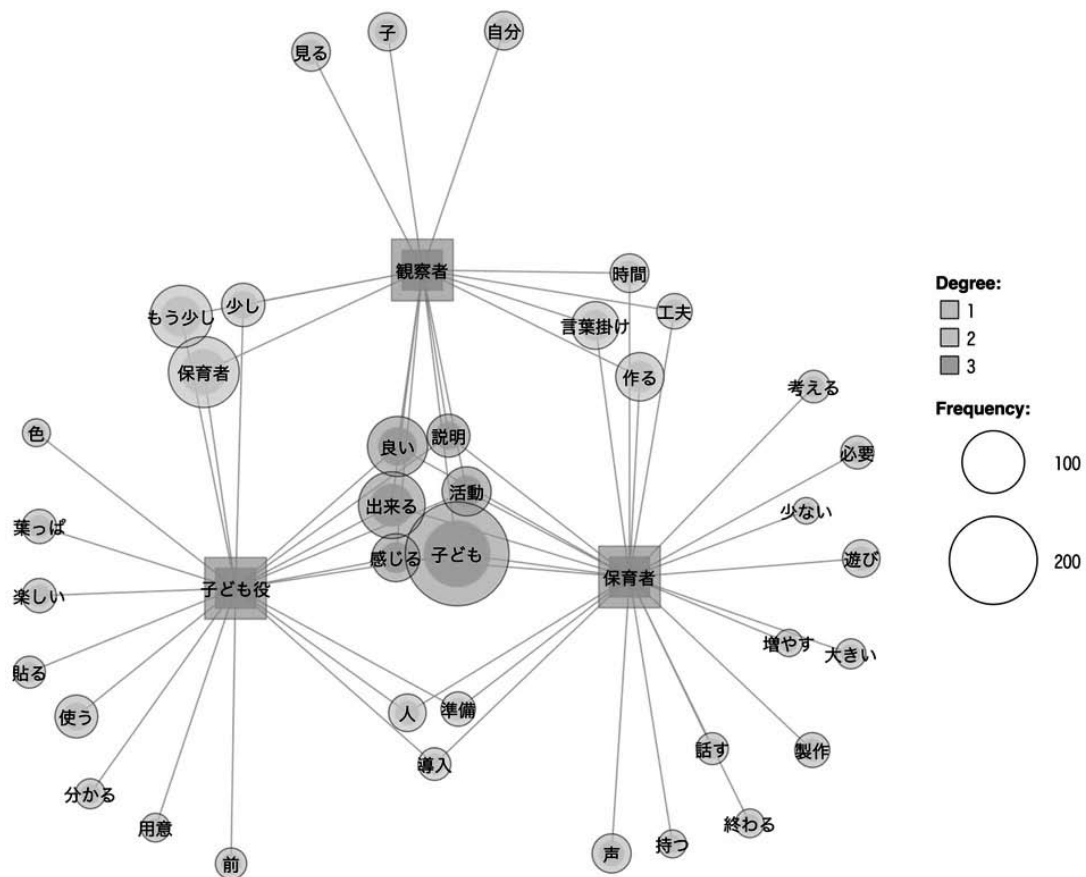 子
自分
見る
観察者
時間
少し
もう少し
工夫
言葉掛け
保育者
作る
考える
色
説明
良い
必要
活動
出来る
少ない
葉っぱ
子ども
感じる
遊び
保育者
子ども役
楽しい
増やす
大きい
貼る
人
準備
使う
話す
製作
導入
分かる
用意
終わる
持つ
声
前
Degree:
1
2
3
Frequency:
100
200